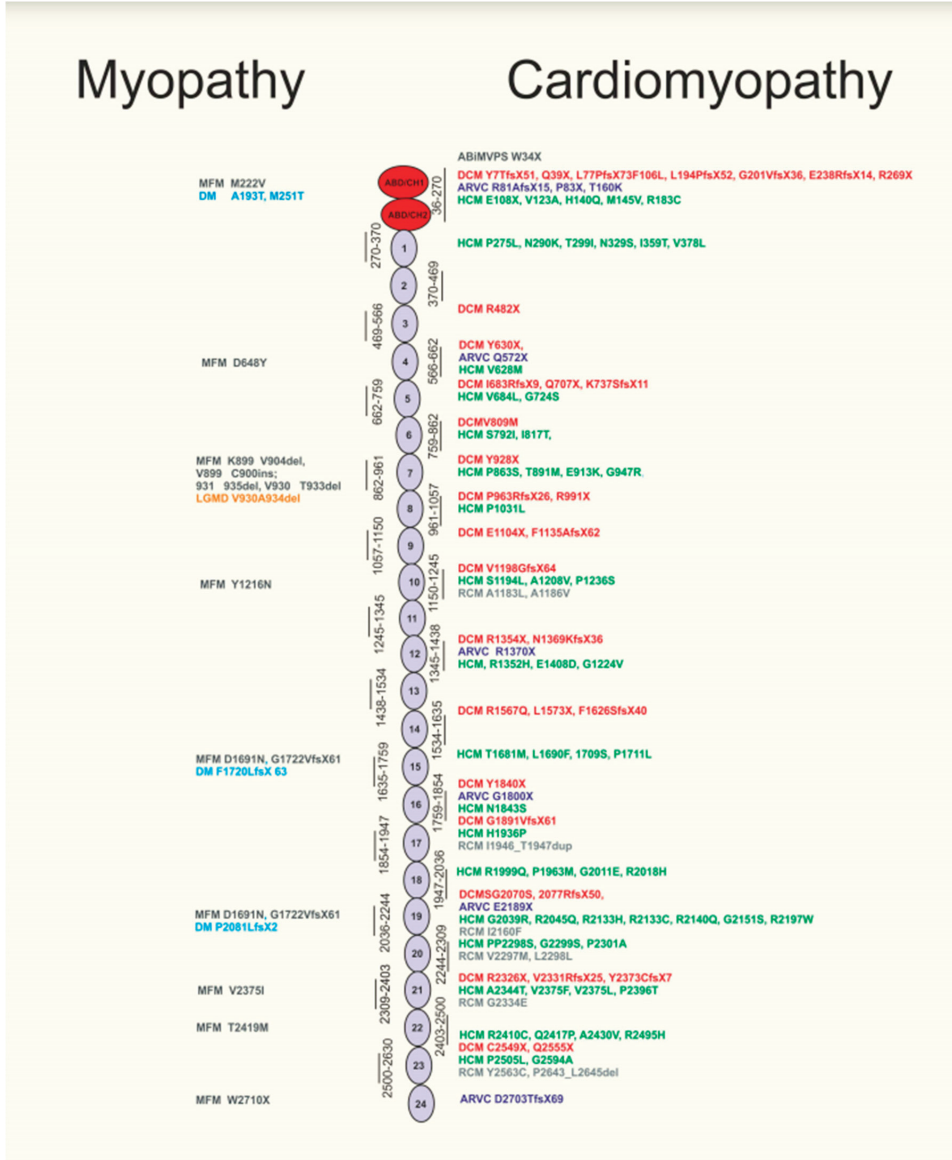 Myopathy
Cardiomyopathy
ABiMVPS W34X
MFM M222V
DM A193T, M251T
ABD/CH1
ABD/CH2
36-270
DCM Y7TfsX51, Q39X, L77PfsX73F106L, L194PfsX52, G201VfsX36, E238RfsX14, R269X
ARVC R81AfsX15, P83X, T160K
HCM E108X, V123A, H140Q, M145V, R183C
270-370
1
HCM P275L, N290K, T299I, N329S, I359T, V378L
2
370-469
469-566
3
DCM R482X
MFM D648Y
4
566-662
DCM Y630X,
ARVC Q572X
HCM V628M
662-759
5
DCM I683RfsX9, Q707X, K737SfsX11
HCM V684L, G724S
6
759-862
DCMV809M
HCM S792I, I817T,
MFM K899 V904del,
V899 C900ins;
931 935del, V930 T933del
LGMD V930A934del
862-961
7
DCM Y928X
HCM P863S, T891M, E913K, G947R
8
961-1057
DCM P963RfsX26, R991X
HCM P1031L
1057-1150
9
DCM E1104X, F1135AfsX62
MFM Y1216N
10
1150-1245
DCM V1198GfsX64
HCM S1194L, A1208V, P1236S
RCM A1183L, A1186V
1245-1345
11
12
1345-1438
DCM R1354X, N1369KfsX36
ARVC R1370X
HCM, R1352H, E1408D, G1224V
1438-1534
13
14
1534-1635
DCM R1567Q, L1573X, F1626SfsX40
MFM D1691N, G1722VfsX61
DM F1720LfsX 63
1635-1759
15
HCM T1681M, L1690F, 1709S, P1711L
16
1759-1854
DCM Y1840X
ARVC G1800X
HCM N1843S
1854-1947
17
DCM G1891VfsX61
HCM H1936P
RCM I1946_T1947dup
18
1947-2036
HCM R1999Q, P1963M, G2011E, R2018H
MFM D1691N, G1722VfsX61
DM P2081LfsX2
2036-2244
19
DCMSG2070S, 2077RfsX50,
ARVC E2189X
HCM G2039R, R2045Q, R2133H, R2133C, R2140Q, G2151S, R2197W
RCM I2160F
20
2244-2309
HCM PP2298S, G2299S, P2301A
RCM V2297M, L2298L
MFM V2375I
2309-2403
21
DCM R2326X, V2331RfsX25, Y2373CfsX7
HCM A2344T, V2375F, V2375L, P2396T
RCM G2334E
MFM T2419M
22
2403-2500
HCM R2410C, Q2417P, A2430V, R2495H
2500-2630
23
DCM C2549X, Q2555X
HCM P2505L, G2594A
RCM Y2563C, P2643_L2645del
MFM W2710X
24
ARVC D2703TfsX69